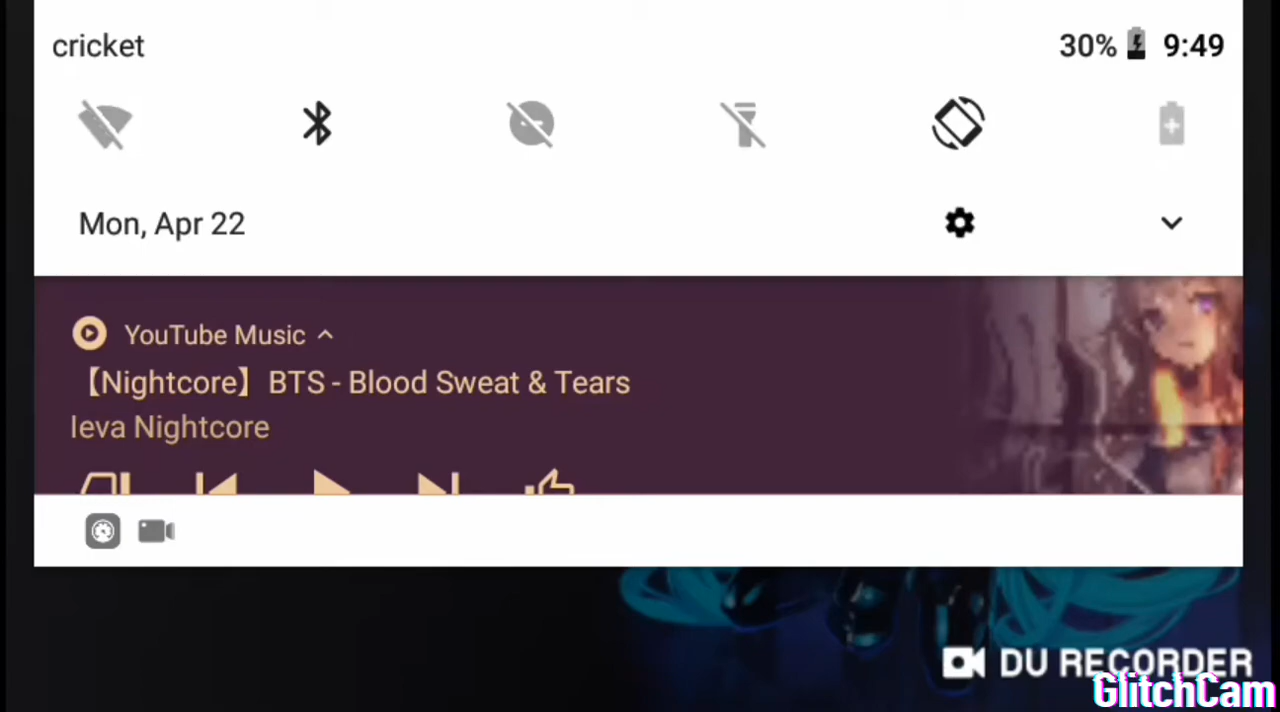 cricket 30% 9:49
Mon, Apr 22
YouTube Music
【Nightcore】BTS - Blood Sweat & Tears
Ieva Nightcore
DU RECORDER
GlitchCam